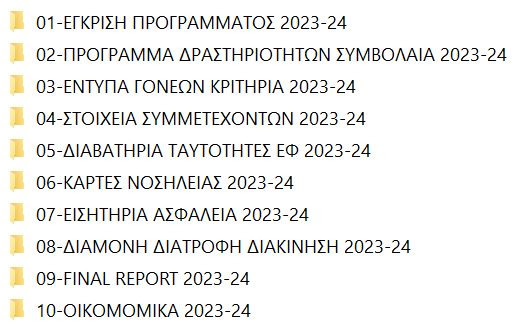 01-ΕΓΚΡΙΣΗ ΠΡΟΓΡΑΜΜΑΤΟΣ 2023-24
02-ΠΡΟΓΡΑΜΜΑ ΔΡΑΣΤΗΡΙΟΤΗΤΩΝ ΣΥΜΒΟΛΑΙΑ 2023-24
03-ΕΝΤΥΠΑ ΓΟΝΕΩΝ ΚΡΙΤΗΡΙΑ 2023-24
04-ΣΤΟΙΧΕΙΑ ΣΥΜΜΕΤΕΧΟΝΤΩΝ 2023-24
05-ΔΙΑΒΑΤΗΡΙΑ ΤΑΥΤΟΤΗΤΕΣ ΕΦ 2023-24
06-ΚΑΡΤΕΣ ΝΟΣΗΛΕΙΑΣ 2023-24
07-ΕΙΣΗΤΗΡΙΑ ΑΣΦΑΛΕΙΑ 2023-24
08-ΔΙΑΜΟΝΗ ΔΙΑΤΡΟΦΗ ΔΙΑΚΙΝΗΣΗ 2023-24
09-FINAL REPORT 2023-24
10-ΟΙΚΟΜΟΜΙΚΑ 2023-24